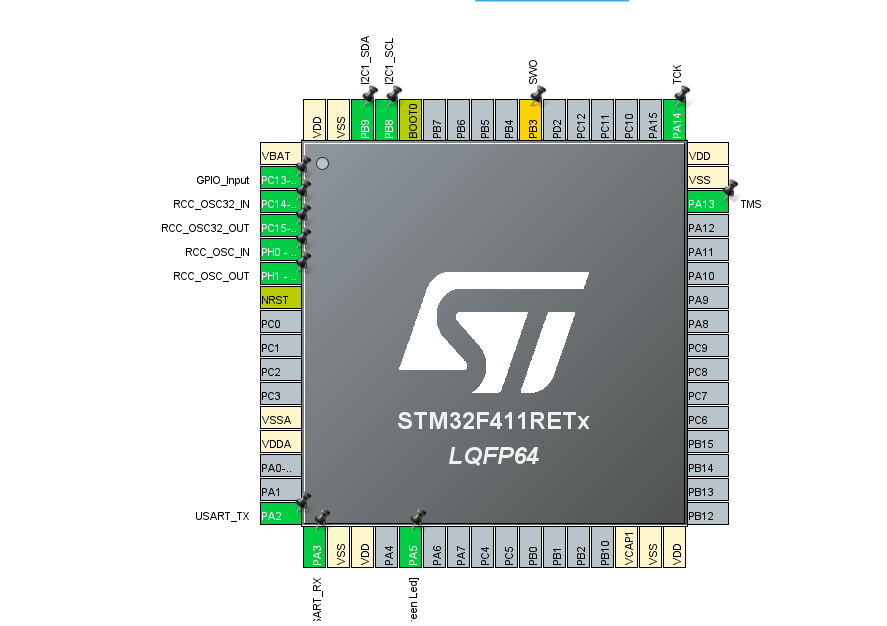 I2C1_SDA
I2C1_SCL
SWO
TCK
VDD
VSS
PB9
PB8
BOOT0
PB7
PB6
PB5
PB4
PB3
PD2
PC12
PC11
PC10
PA15
PA14
VBAT
GPIO_Input PC13-..
RCC_OSC32_IN PC14-..
RCC_OSC32_OUT PC15-..
RCC_OSC_IN PH0 - ..
RCC_OSC_OUT PH1 - ..
NRST
PC0
PC1
PC2
PC3
VSSA
VDDA
PA0-..
PA1
USART_TX PA2
STM32F411RETx
LQFP64
VDD
VSS
PA13 TMS
PA12
PA11
PA10
PA9
PA8
PC9
PC8
PC7
PC6
PB15
PB14
PB13
PB12
PA3
VSS
VDD
PA4
PA5
PA6
PA7
PC4
PC5
PB0
PB1
PB2
PB10
VCAP1
VSS
VDD
SART_RX
reen Led]